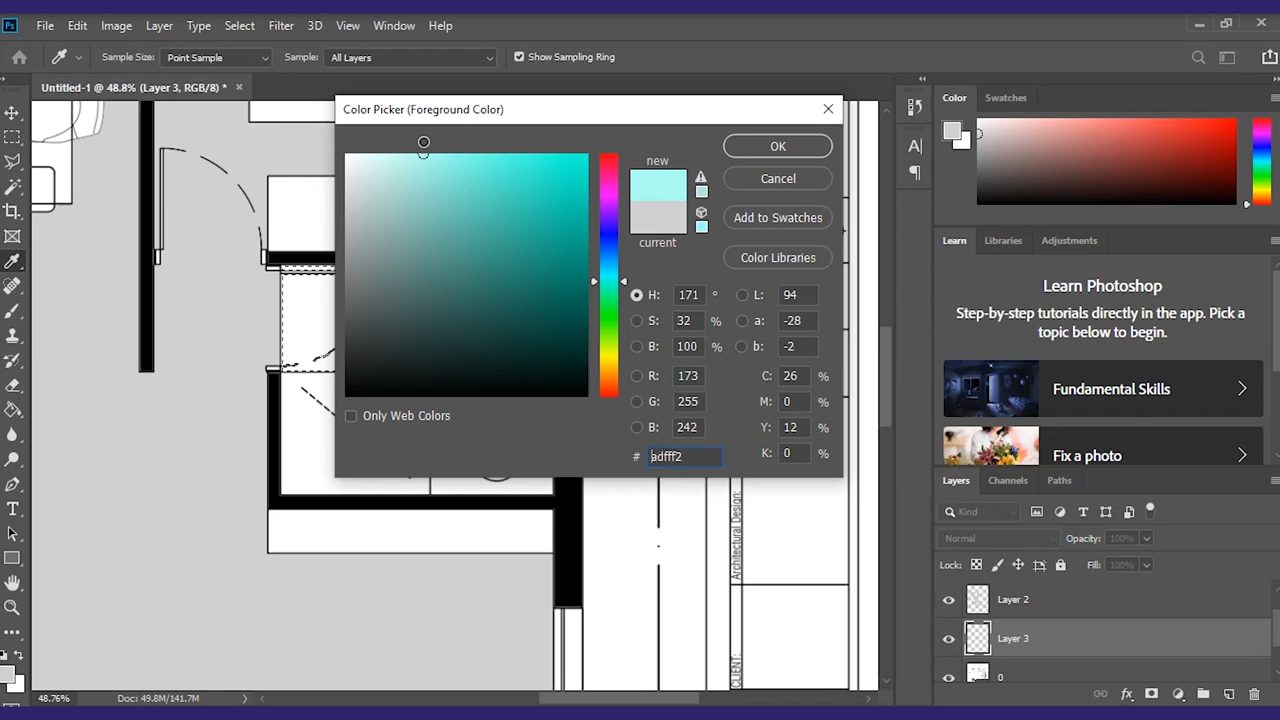 Ps File Edit Image Layer Type Select Filter 3D View Window Help
Sample Size: Point Sample Sample: All Layers Show Sampling Ring
Untitled-1 @ 48.8% (Layer 3, RGB/8) * ×
Color Picker (Foreground Color)
new
current
OK
Cancel
Add to Swatches
Color Libraries
H: 171 °
S: 32 %
B: 100 %
R: 173
G: 255
B: 242
# adfff2
L: 94
a: -28
b: -2
C: 26 %
M: 0 %
Y: 12 %
K: 0 %
Only Web Colors
Architectural Design:
CLIENT:
Color Swatches
Learn Libraries Adjustments
Learn Photoshop
Step-by-step tutorials directly in the app. Pick a
topic below to begin.
Fundamental Skills
Fix a photo
Layers Channels Paths
Kind
Normal Opacity: 100%
Lock: Fill: 100%
Layer 2
Layer 3
0
48.76% Doc: 49.8M/141.7M